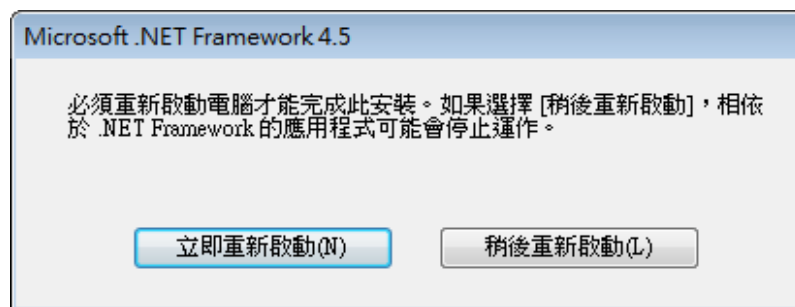 Microsoft .NET Framework 4.5
必須重新啟動電腦才能完成此安裝。如果選擇 [稍後重新啟動]，相依
於 .NET Framework 的應用程式可能會停止運作。
立即重新啟動(N) 稍後重新啟動(L)